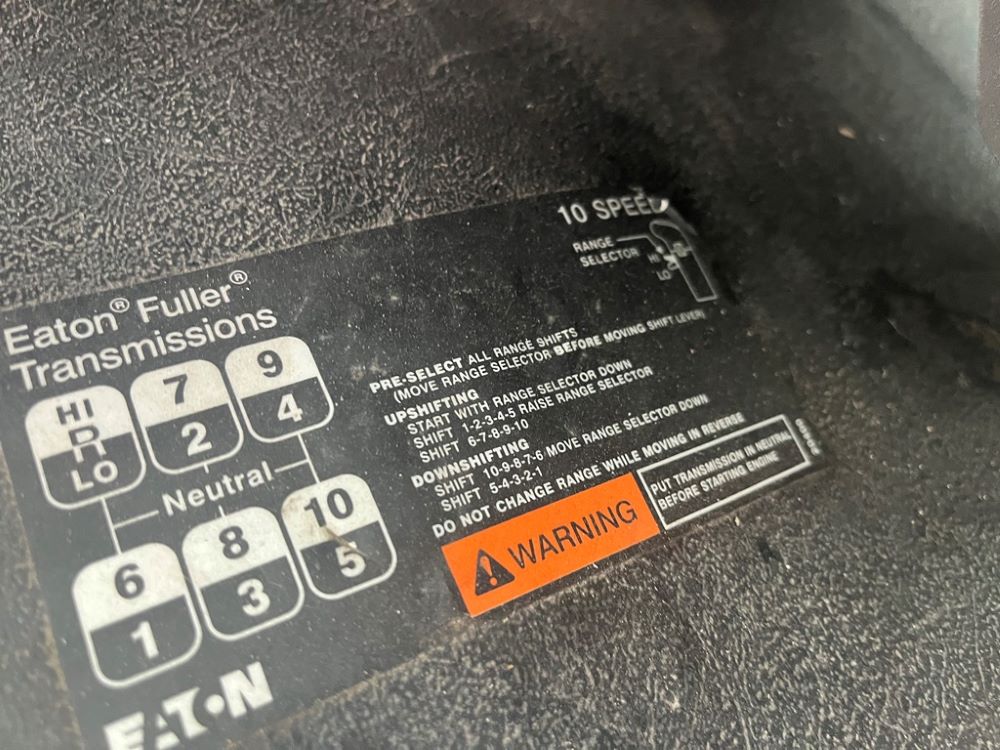 Eaton® Fuller®
Transmissions
HI
R
LO
7
2
9
4
Neutral
6
1
8
3
10
5
EATON
10 SPEED
RANGE
SELECTOR
HI
LO
PRE-SELECT ALL RANGE SHIFTS
(MOVE RANGE SELECTOR BEFORE MOVING SHIFT LEVER)
UPSHIFTING
START WITH RANGE SELECTOR DOWN
SHIFT 1-2-3-4-5 RAISE RANGE SELECTOR
SHIFT 6-7-8-9-10
DOWNSHIFTING
SHIFT 10-9-8-7-6 MOVE RANGE SELECTOR DOWN
SHIFT 5-4-3-2-1
DO NOT CHANGE RANGE WHILE MOVING IN REVERSE
WARNING
PUT TRANSMISSION IN NEUTRAL
BEFORE STARTING ENGINE